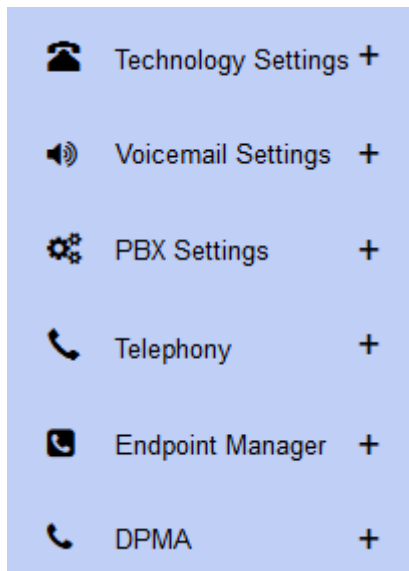 Technology Settings +
Voicemail Settings +
PBX Settings +
Telephony +
Endpoint Manager +
DPMA +